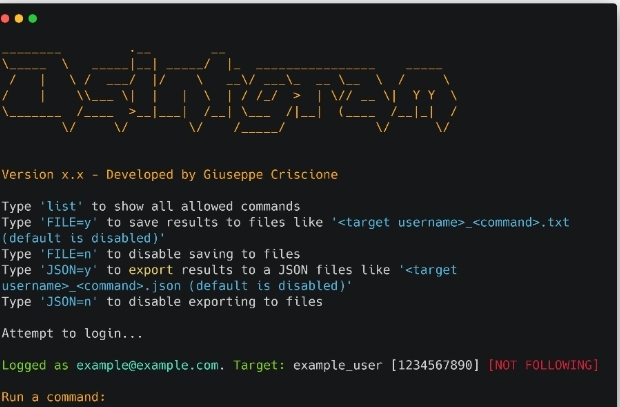 Osintgram
Version x.x - Developed by Giuseppe Criscione
Type 'list' to show all allowed commands
Type 'FILE=y' to save results to files like '<target username>_<command>.txt
(default is disabled)'
Type 'FILE=n' to disable saving to files
Type 'JSON=y' to export results to a JSON files like '<target
username>_<command>.json (default is disabled)'
Type 'JSON=n' to disable exporting to files
Attempt to login...
Logged as example@example.com. Target: example_user [1234567890] [NOT FOLLOWING]
Run a command: